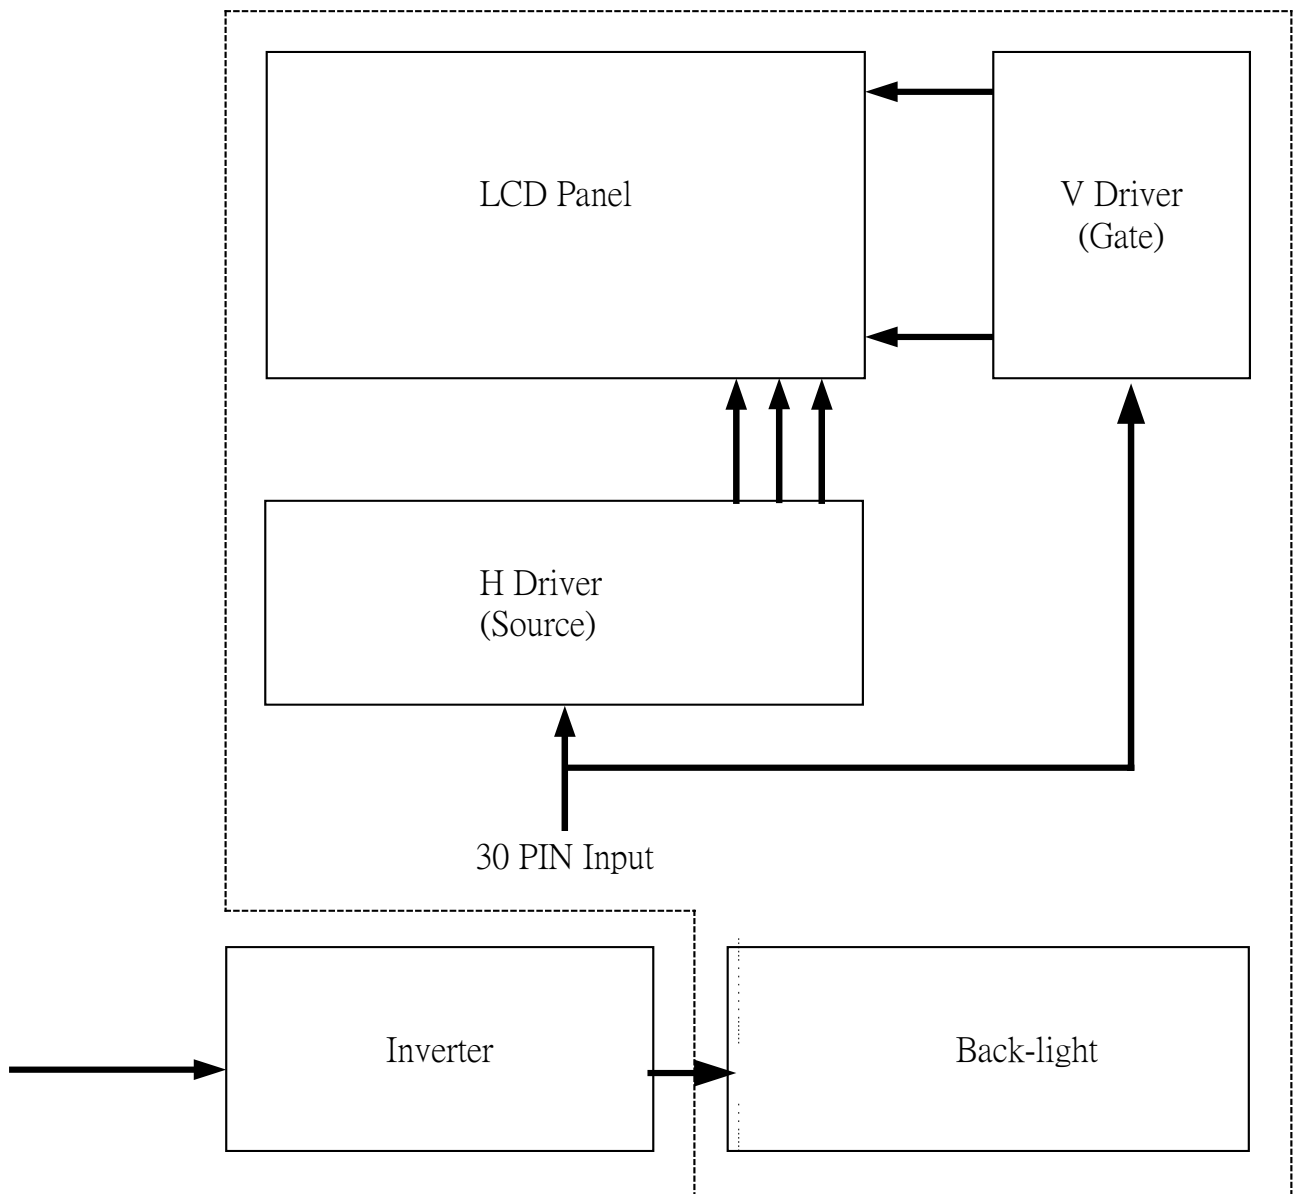 LCD Panel
V Driver
(Gate)
H Driver
(Source)
30 PIN Input
Inverter
Back-light